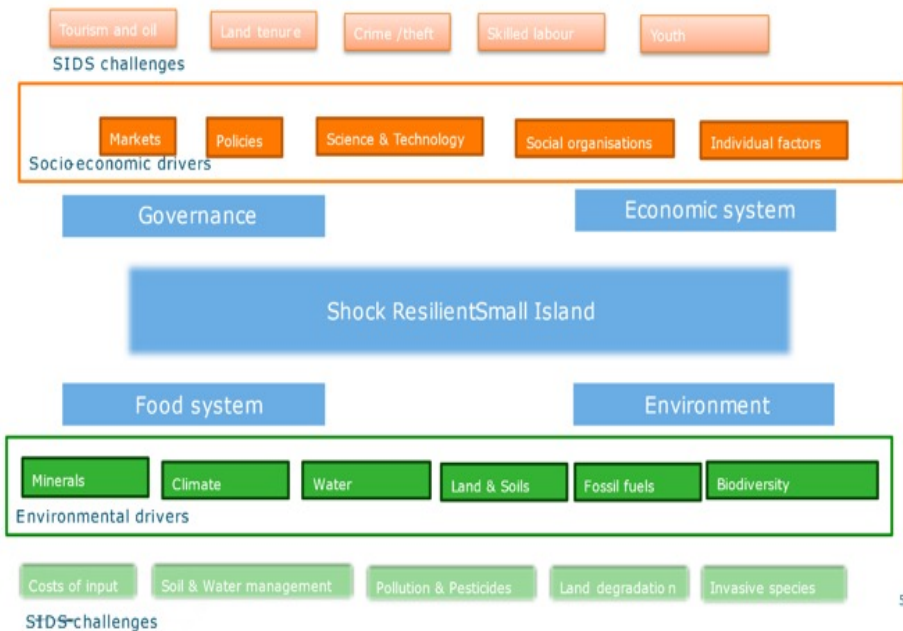 Tourism and oil Land tenure Crime /theft Skilled labour Youth
SIDS challenges
Markets Policies Science & Technology Social organisations Individual factors
Socio-economic drivers
Governance Economic system
Shock ResilientSmall Island
Food system Environment
Minerals Climate Water Land & Soils Fossil fuels Biodiversity
Environmental drivers
Costs of input Soil & Water management Pollution & Pesticides Land degradation Invasive species
SIDS challenges
5